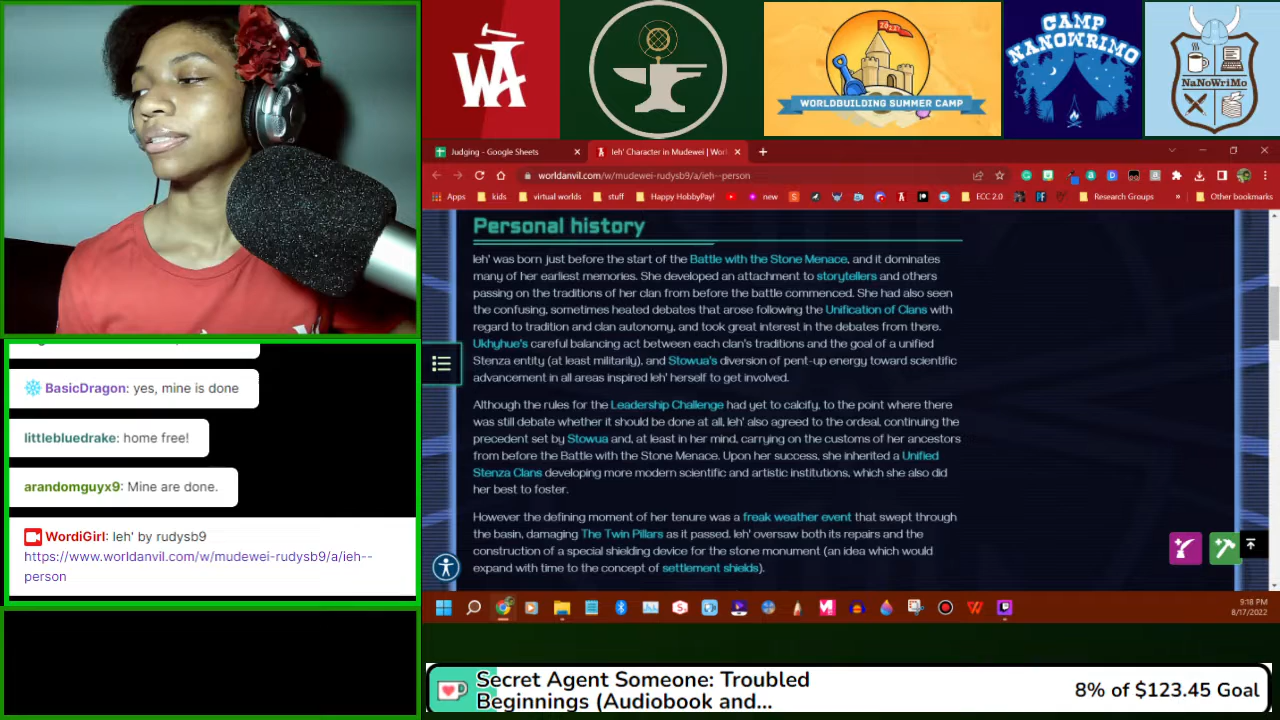 WA
2022
WORLDBUILDING SUMMER CAMP
CAMP
NANOWRIMO
NaNoWriMo
Judging - Google Sheets
Ieh' Character in Mudewei | Worl
worldanvil.com/w/mudewei-rudysb9/a/ieh--person
Apps
kids
virtual worlds
stuff
Happy HobbyPay!
new
ECC 2.0
Research Groups
»
Other bookmarks
Personal history
Ieh' was born just before the start of the Battle with the Stone Menace, and it dominates
many of her earliest memories. She developed an attachment to storytellers and others
passing on the traditions of her clan from before the battle commenced. She had also seen
the confusing, sometimes heated debates that arose following the Unification of Clans with
regard to tradition and clan autonomy, and took great interest in the debates from there.
Ukhyhue's careful balancing act between each clan's traditions and the goal of a unified
Stenza entity (at least militarily), and Stowua's diversion of pent-up energy toward scientific
advancement in all areas inspired Ieh' herself to get involved.
Although the rules for the Leadership Challenge had yet to calcify, to the point where there
was still debate whether it should be done at all, Ieh' also agreed to the ordeal, continuing the
precedent set by Stowua and, at least in her mind, carrying on the customs of her ancestors
from before the Battle with the Stone Menace. Upon her success, she inherited a Unified
Stenza Clans developing more modern scientific and artistic institutions, which she also did
her best to foster.
However the defining moment of her tenure was a freak weather event that swept through
the basin, damaging The Twin Pillars as it passed. Ieh' oversaw both its repairs and the
construction of a special shielding device for the stone monument (an idea which would
expand with time to the concept of settlement shields).
BasicDragon: yes, mine is done
littlebluedrake: home free!
arandomguyx9: Mine are done.
WordiGirl: Ieh' by rudysb9
https://www.worldanvil.com/w/mudewei-rudysb9/a/ieh--
person
9:18 PM
8/17/2022
Secret Agent Someone: Troubled
Beginnings (Audiobook and...
8% of $123.45 Goal